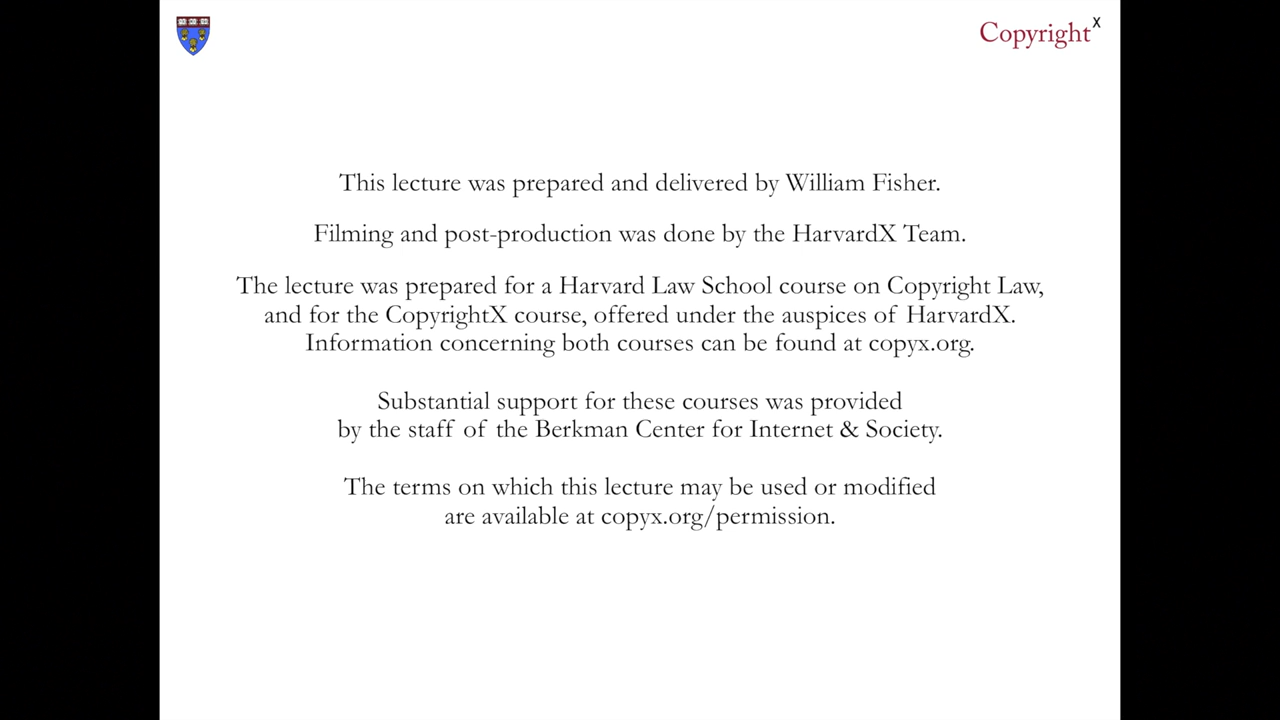 Copyright^X
This lecture was prepared and delivered by William Fisher.
Filming and post-production was done by the HarvardX Team.
The lecture was prepared for a Harvard Law School course on Copyright Law,
and for the CopyrightX course, offered under the auspices of HarvardX.
Information concerning both courses can be found at copyx.org.
Substantial support for these courses was provided
by the staff of the Berkman Center for Internet & Society.
The terms on which this lecture may be used or modified
are available at copyx.org/permission.